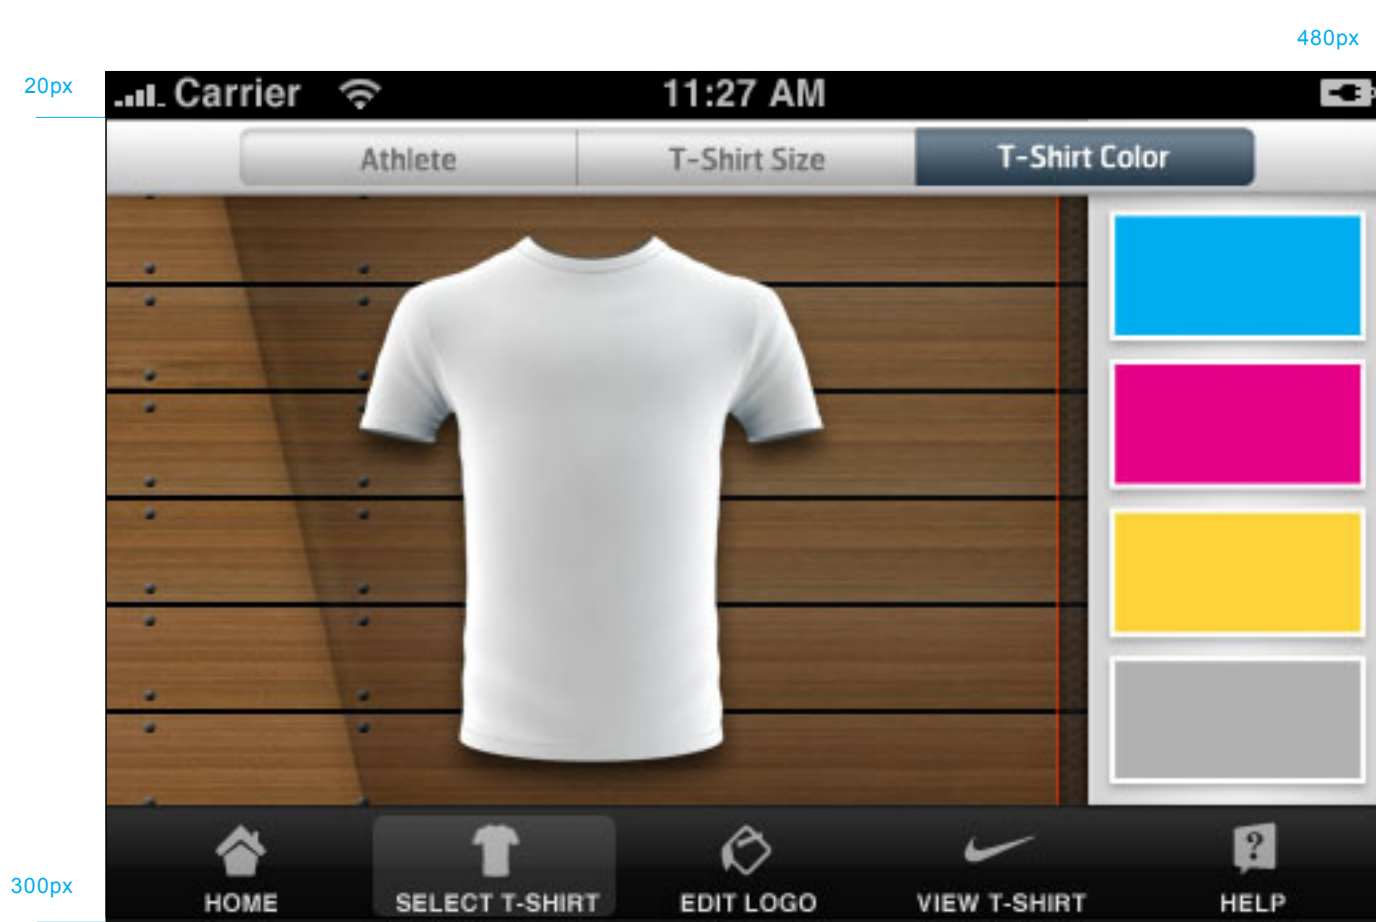 480px
20px
Carrier 11:27 AM
Athlete T-Shirt Size T-Shirt Color
300px
HOME SELECT T-SHIRT EDIT LOGO VIEW T-SHIRT HELP